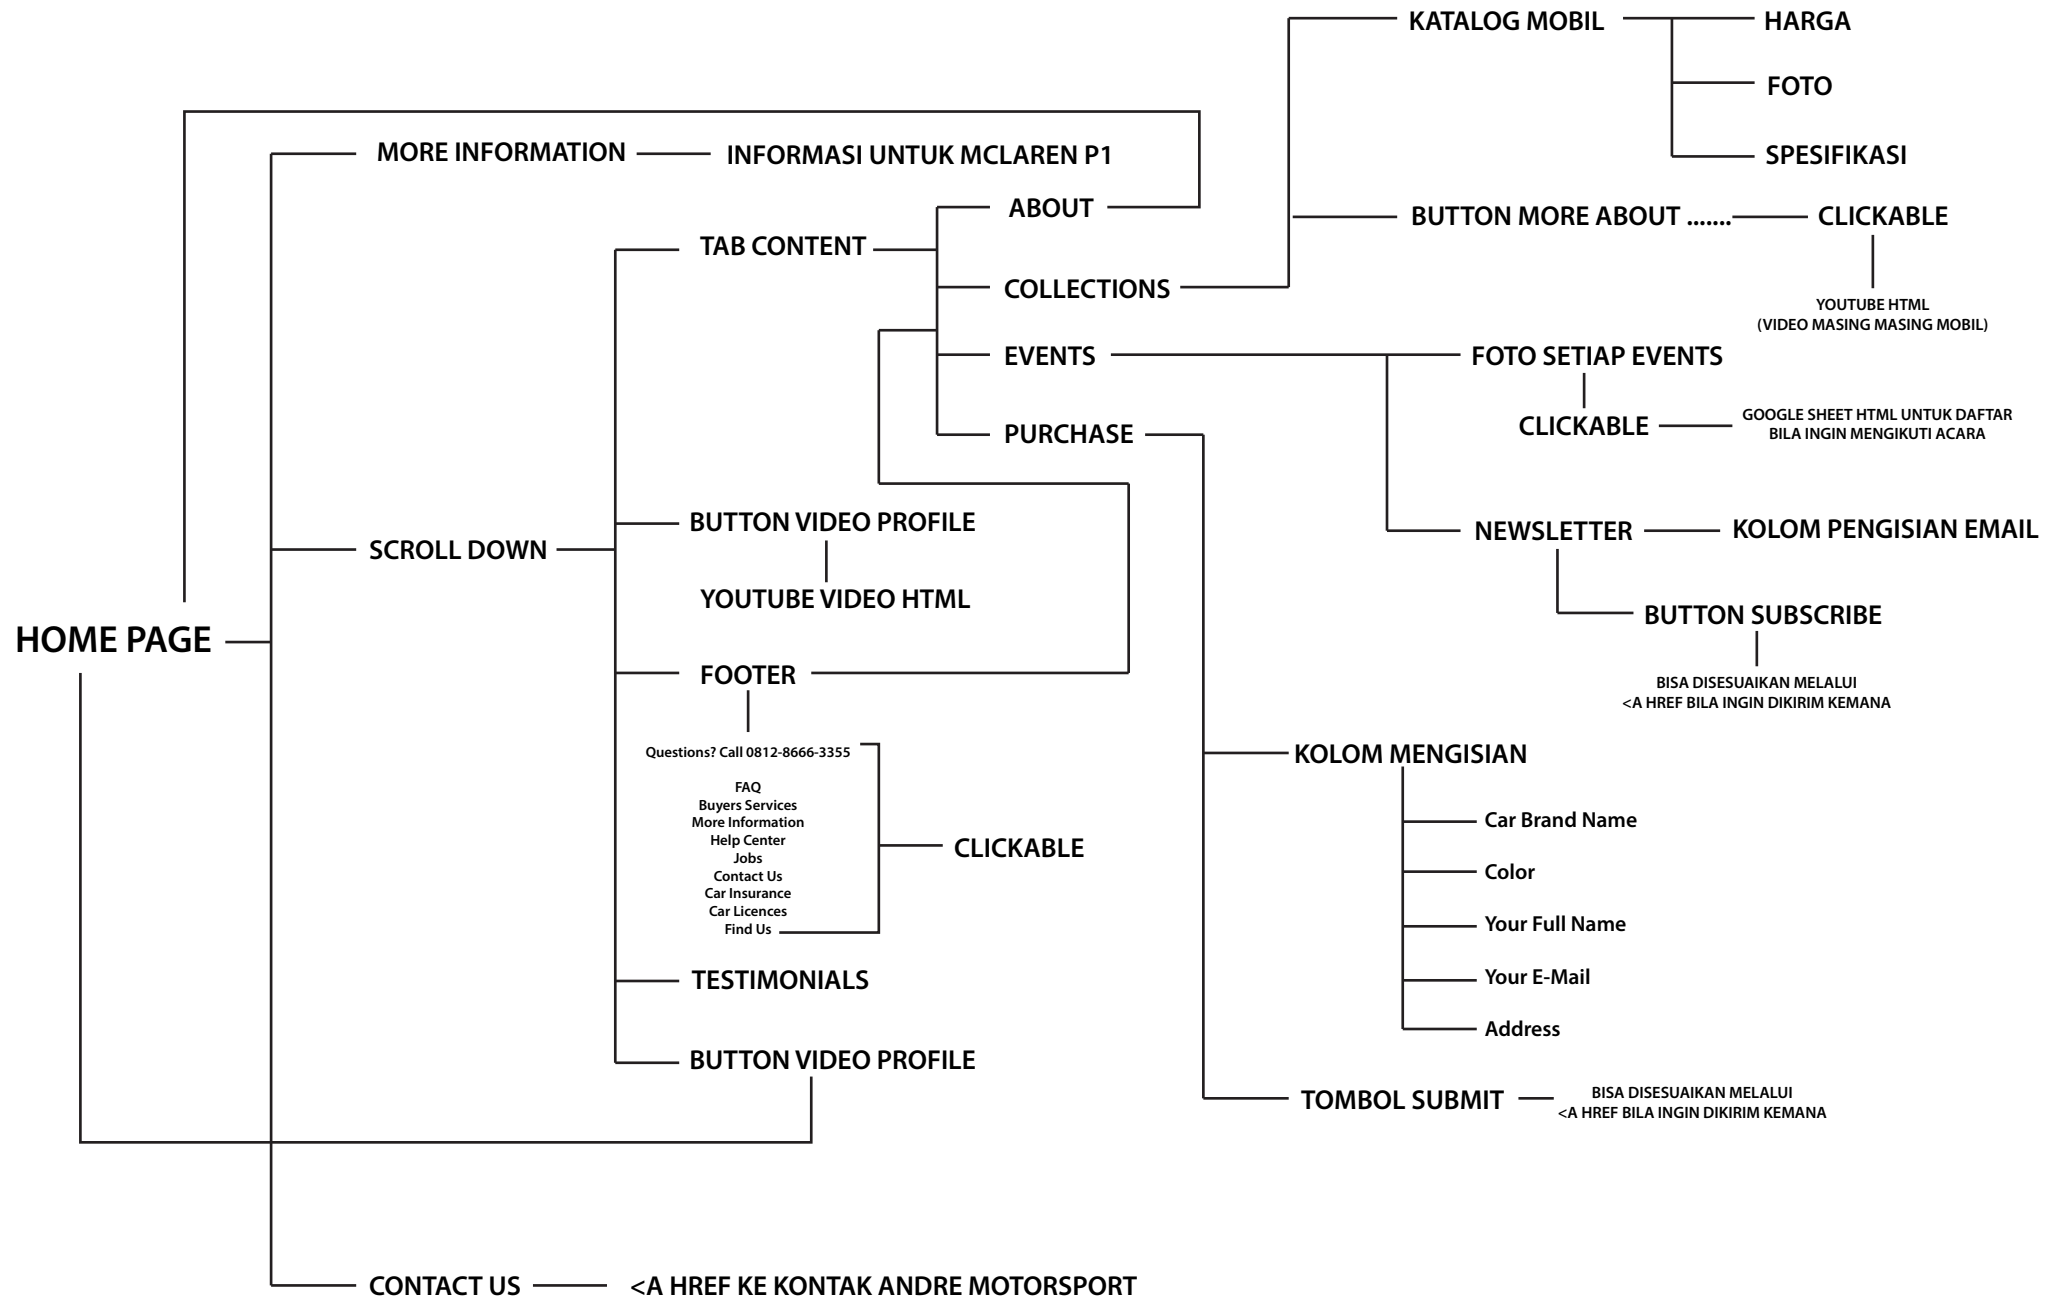 KATALOG MOBIL
HARGA
FOTO
SPESIFIKASI
MORE INFORMATION
INFORMASI UNTUK MCLAREN P1
ABOUT
BUTTON MORE ABOUT .......
CLICKABLE
TAB CONTENT
COLLECTIONS
YOUTUBE HTML
(VIDEO MASING MASING MOBIL)
EVENTS
FOTO SETIAP EVENTS
PURCHASE
CLICKABLE
GOOGLE SHEET HTML UNTUK DAFTAR
BILA INGIN MENGIKUTI ACARA
BUTTON VIDEO PROFILE
NEWSLETTER
KOLOM PENGISIAN EMAIL
SCROLL DOWN
YOUTUBE VIDEO HTML
BUTTON SUBSCRIBE
HOME PAGE
FOOTER
BISA DISESUAIKAN MELALUI
<A HREF BILA INGIN DIKIRIM KEMANA
Questions? Call 0812-8666-3355
FAQ
Buyers Services
More Information
Help Center
Jobs
Contact Us
Car Insurance
Car Licences
Find Us
CLICKABLE
KOLOM MENGISIAN
Car Brand Name
Color
Your Full Name
Your E-Mail
Address
TESTIMONIALS
BUTTON VIDEO PROFILE
TOMBOL SUBMIT
BISA DISESUAIKAN MELALUI
<A HREF BILA INGIN DIKIRIM KEMANA
CONTACT US
<A HREF KE KONTAK ANDRE MOTORSPORT